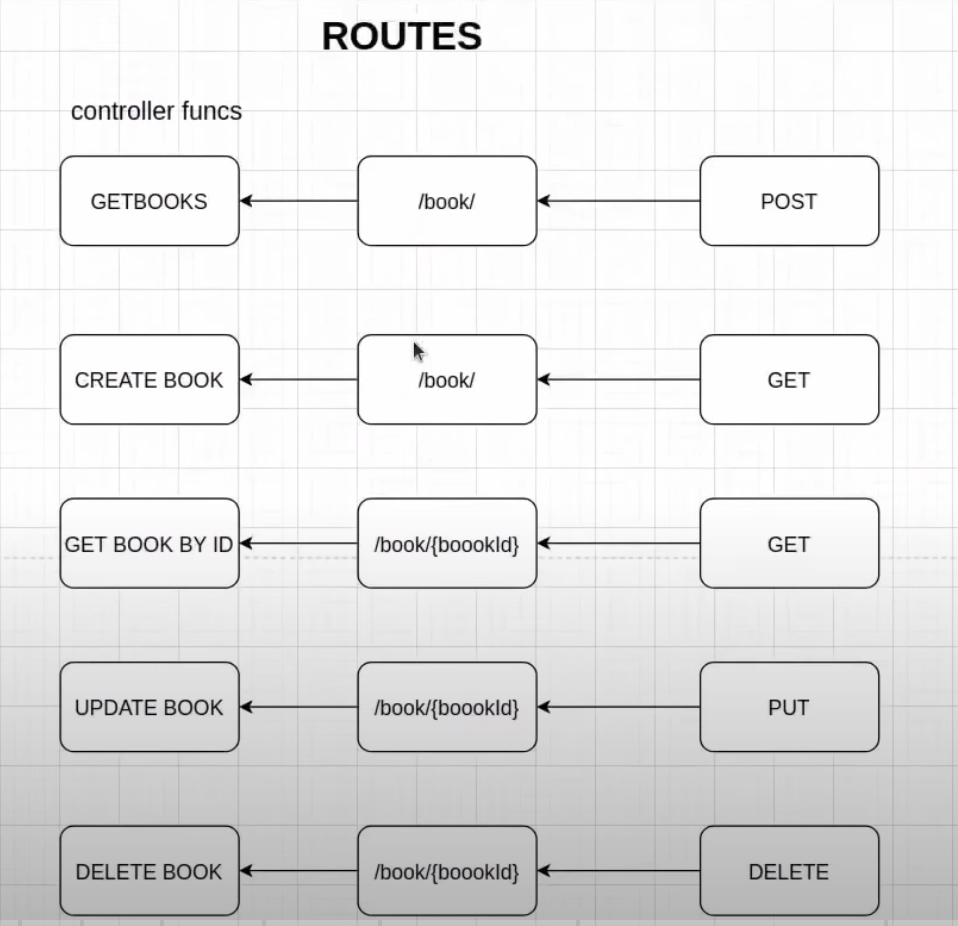 ROUTES
controller funcs
GETBOOKS
/book/
POST
CREATE BOOK
/book/
GET
GET BOOK BY ID
/book/{boookId}
GET
UPDATE BOOK
/book/{boookId}
PUT
DELETE BOOK
/book/{boookId}
DELETE